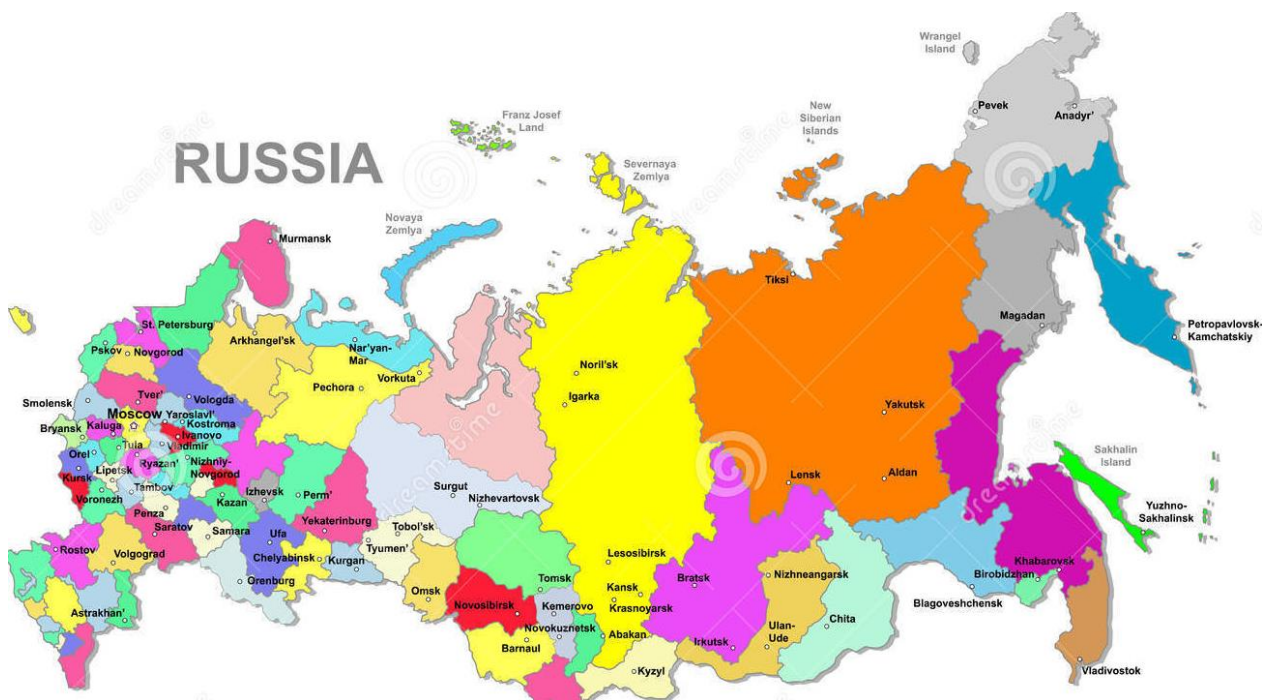 Wrangel
Island
Pevek
Anadyr'
New
Siberian
Islands
Franz Josef
Land
RUSSIA
Severnaya
Zemlya
Novaya
Zemlya
Murmansk
Tiksi
St. Petersburg
Arkhangel'sk
Nar'yan-
Mar
Magadan
Petropavlovsk-
Kamchatskiy
Pskov
Novgorod
Pechora
Vorkuta
Noril'sk
Igarka
Smolensk
Tver'
Vologda
Moscow
Yaroslavl'
Kostroma
Yakutsk
Bryansk
Kaluga
Ivanovo
Tula
Vladimir
Orel
Lipetsk
Ryazan'
Nizhniy-
Novgorod
Sakhalin
Island
Kursk
Tambov
Izhevsk
Perm'
Surgut
Nizhevartovsk
Lensk
Aldan
Voronezh
Kazan
Penza
Yuzhno-
Sakhalinsk
Saratov
Samara
Ufa
Yekaterinburg
Tobol'sk
Rostov
Volgograd
Chelyabinsk
Kurgan
Tyumen'
Lesosibirsk
Khabarovsk
Orenburg
Omsk
Tomsk
Kansk
Bratsk
Nizhneangarsk
Birobidzhan
Blagoveshchensk
Astrakhan'
Novosibirsk
Kemerovo
Krasnoyarsk
Novokuznetsk
Abakan
Barnaul
Irkutsk
Ulan-
Ude
Chita
Kyzyl
Vladivostok
dreamstime